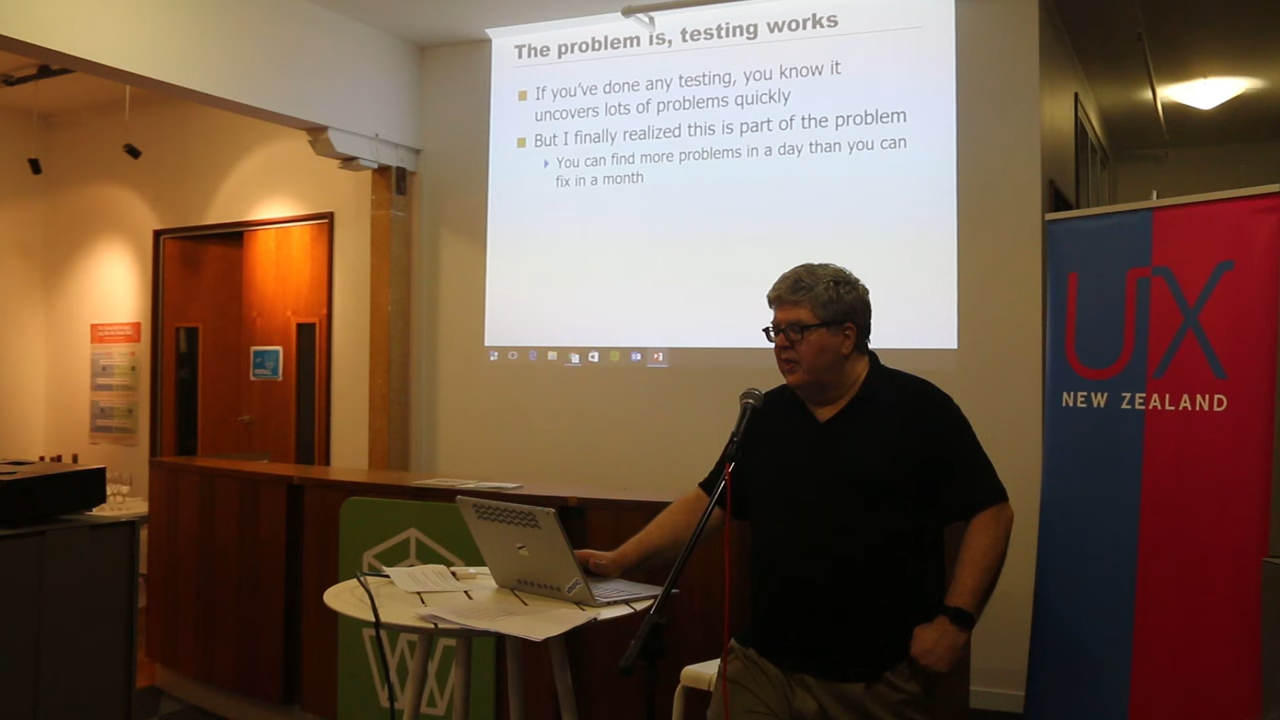 The problem is, testing works
If you've done any testing, you know it
uncovers lots of problems quickly
But I finally realized this is part of the problem
You can find more problems in a day than you can
fix in a month
UX
NEW ZEALAND
W